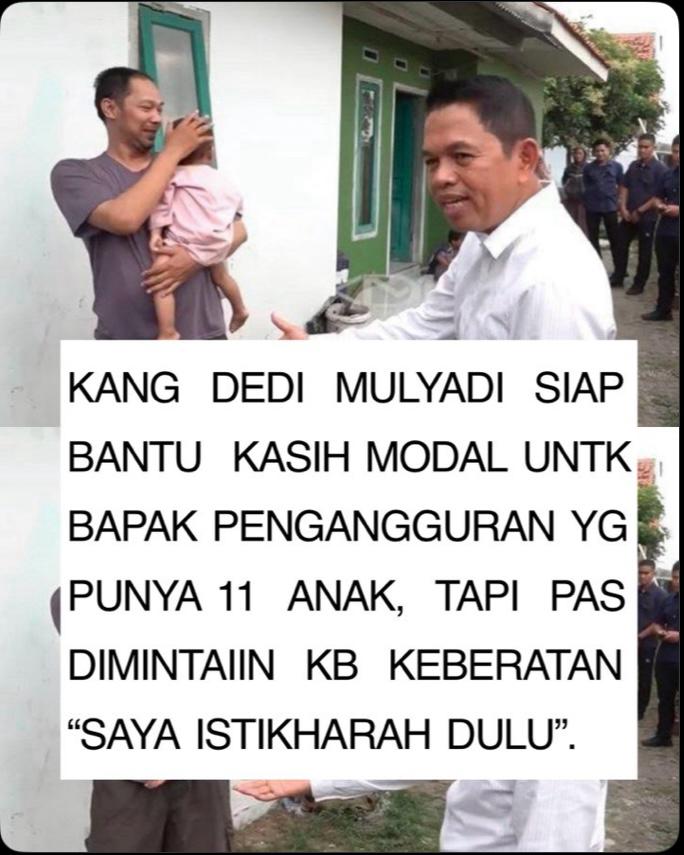 KANG DEDI MULYADI SIAP
BANTU KASIH MODAL UNTK
BAPAK PENGANGGURAN YG
PUNYA 11 ANAK, TAPI PAS
DIMINTAIIN KB KEBERATAN
“SAYA ISTIKHARAH DULU”.